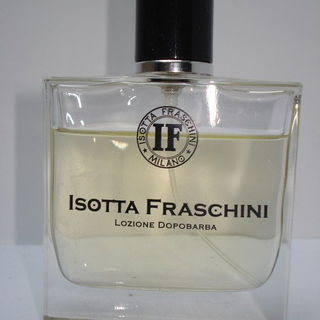 ISOTTA FRASCHINI
IF
★ MILANO ★
ISOTTA FRASCHINI
LOZIONE DOPOBARBA